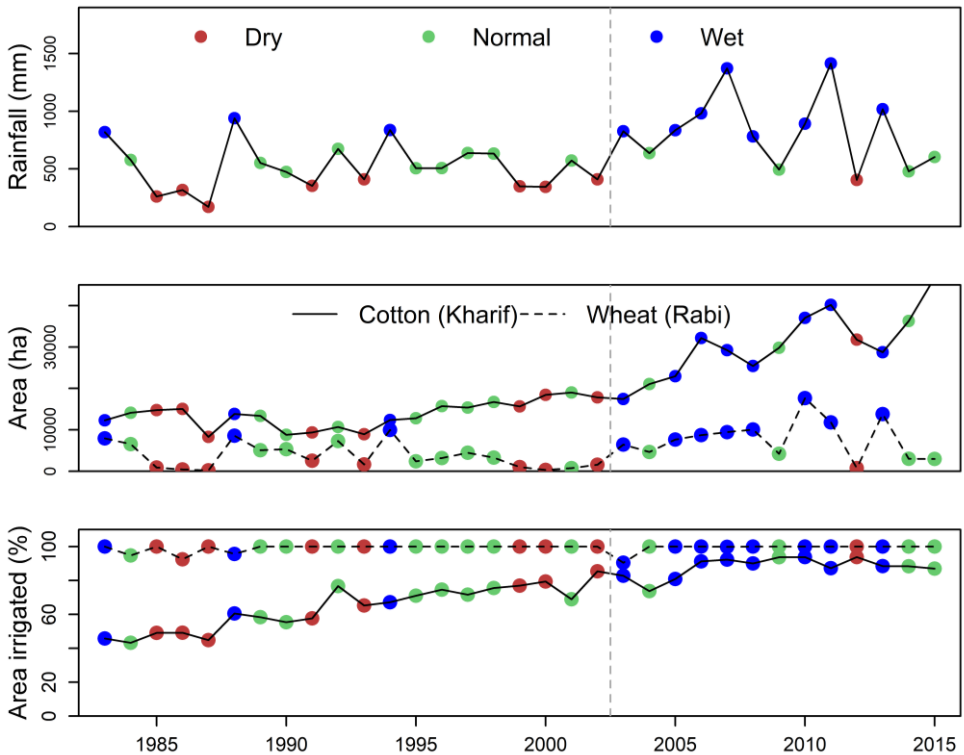 Dry Normal Wet
Rainfall (mm)
1500
1000
500
0
Cotton (Kharif) Wheat (Rabi)
Area (ha)
30000
10000
0
Area irrigated (%)
100
60
20
0
1985 1990 1995 2000 2005 2010 2015